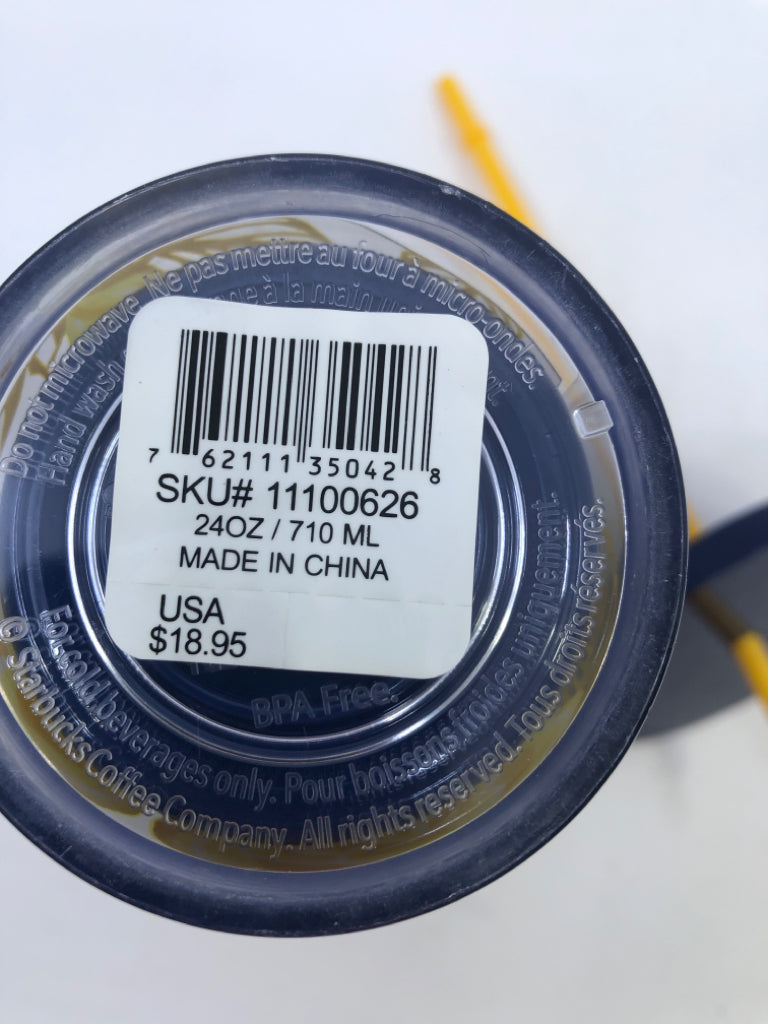 Do not microwave. Ne pas mettre au four à micro-ondes.
Hand wash
à la main
7 62111 35042 8
SKU# 11100626
24OZ / 710 ML
MADE IN CHINA
USA
$18.95
BPA Free.
For cold beverages only. Pour boissons froides uniquement.
© Starbucks Coffee Company. All rights reserved. Tous droits réservés.